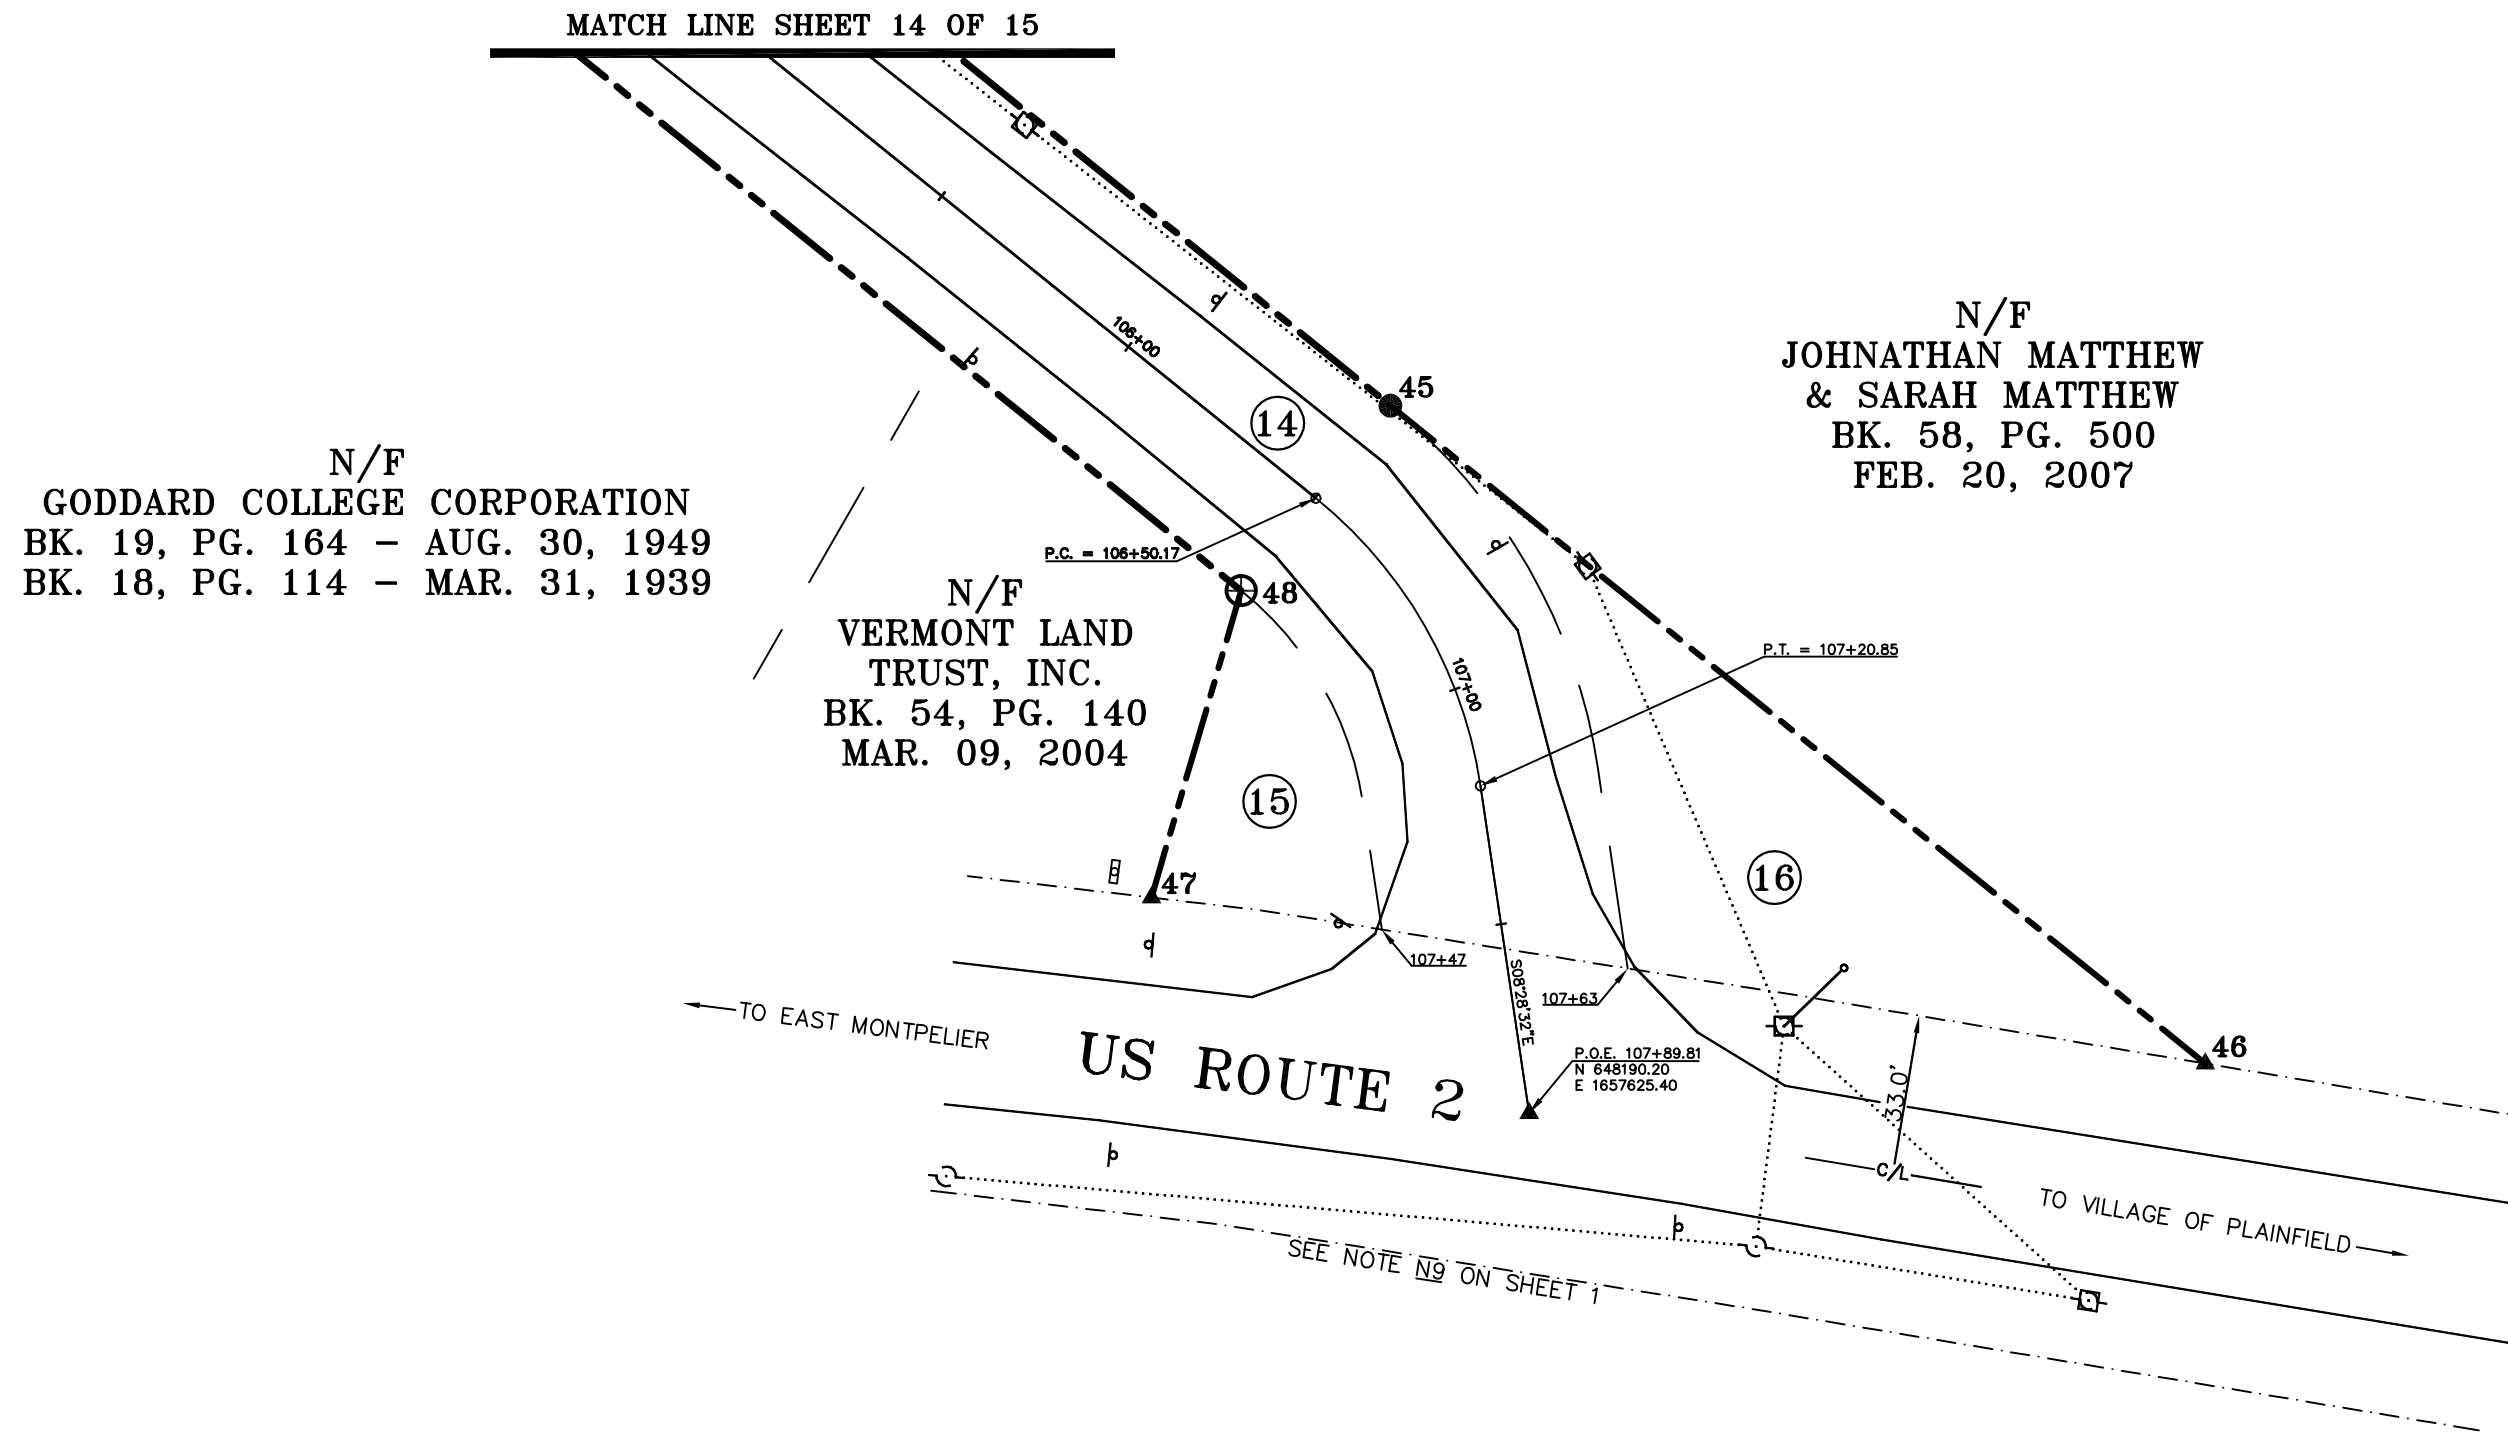 MATCH LINE SHEET 14 OF 15
N/F
JOHNATHAN MATTHEW
& SARAH MATTHEW
BK. 58, PG. 500
FEB. 20, 2007
106+00
45
14
N/F
GODDARD COLLEGE CORPORATION
BK. 19, PG. 164 - AUG. 30, 1949
BK. 18, PG. 114 - MAR. 31, 1939
P.C. = 106+50.17
48
N/F
VERMONT LAND
TRUST, INC.
BK. 54, PG. 140
MAR. 09, 2004
P.T. = 107+20.85
107+00
15
16
47
107+47
107+63
S08°28'32"E
TO EAST MONTPELIER
US ROUTE 2
P.O.E. 107+89.81
N 648190.20
E 1657625.40
46
33.0'
C/L
TO VILLAGE OF PLAINFIELD
SEE NOTE N9 ON SHEET 1